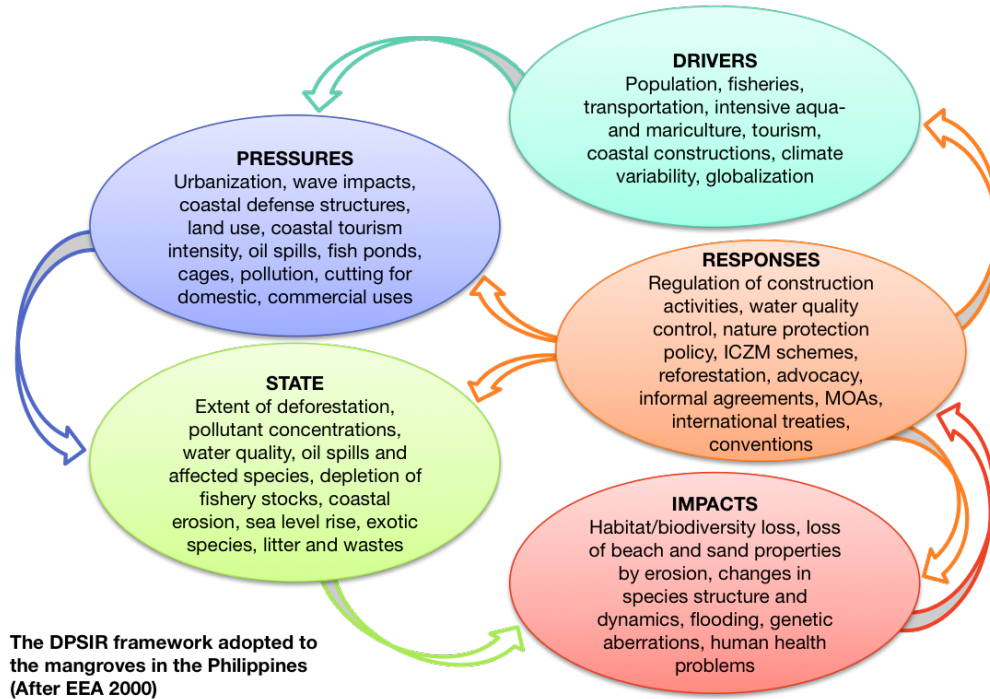 DRIVERS
Population, fisheries,
transportation, intensive aqua-
and mariculture, tourism,
coastal constructions, climate
variability, globalization
PRESSURES
Urbanization, wave impacts,
coastal defense structures,
land use, coastal tourism
intensity, oil spills, fish ponds,
cages, pollution, cutting for
domestic, commercial uses
RESPONSES
Regulation of construction
activities, water quality
control, nature protection
policy, ICZM schemes,
reforestation, advocacy,
informal agreements, MOAs,
international treaties,
conventions
STATE
Extent of deforestation,
pollutant concentrations,
water quality, oil spills and
affected species, depletion of
fishery stocks, coastal
erosion, sea level rise, exotic
species, litter and wastes
IMPACTS
Habitat/biodiversity loss, loss
of beach and sand properties
by erosion, changes in
species structure and
dynamics, flooding, genetic
aberrations, human health
problems
The DPSIR framework adopted to
the mangroves in the Philippines
(After EEA 2000)